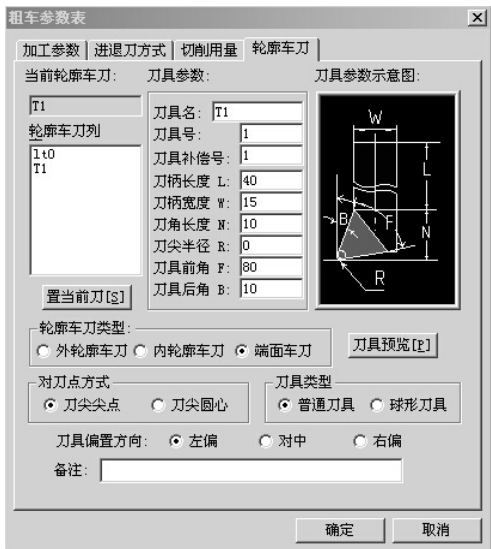 粗车参数表
加工参数 进退刀方式 切削用量 轮廓车刀
当前轮廓车刀: 刀具参数: 刀具参数示意图:
T1
轮廓车刀列
lt0
T1
置当前刀[S]
刀具名: T1
刀具号: 1
刀具补偿号: 1
刀柄长度 L: 40
刀柄宽度 W: 15
刀角长度 N: 10
刀尖半径 R: 0
刀具前角 F: 80
刀具后角 B: 10
W
L
B F N
R
轮廓车刀类型:
外轮廓车刀 内轮廓车刀 端面车刀
刀具预览[P]
对刀点方式 刀具类型
刀尖尖点 刀尖圆心 普通刀具 球形刀具
刀具偏置方向: 左偏 对中 右偏
备注:
确定 取消